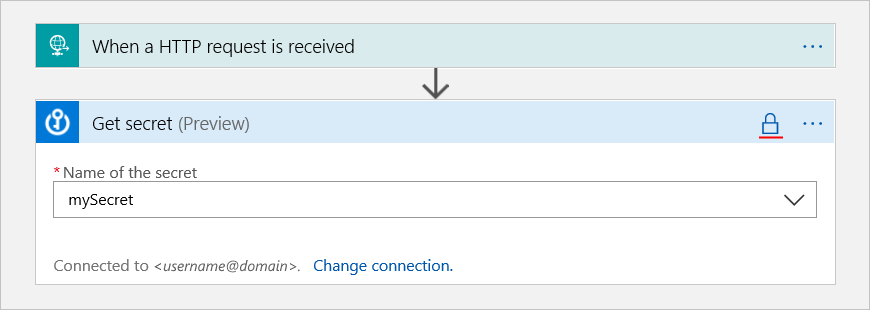 When a HTTP request is received
Get secret (Preview)
* Name of the secret
mySecret
Connected to <username@domain>. Change connection.